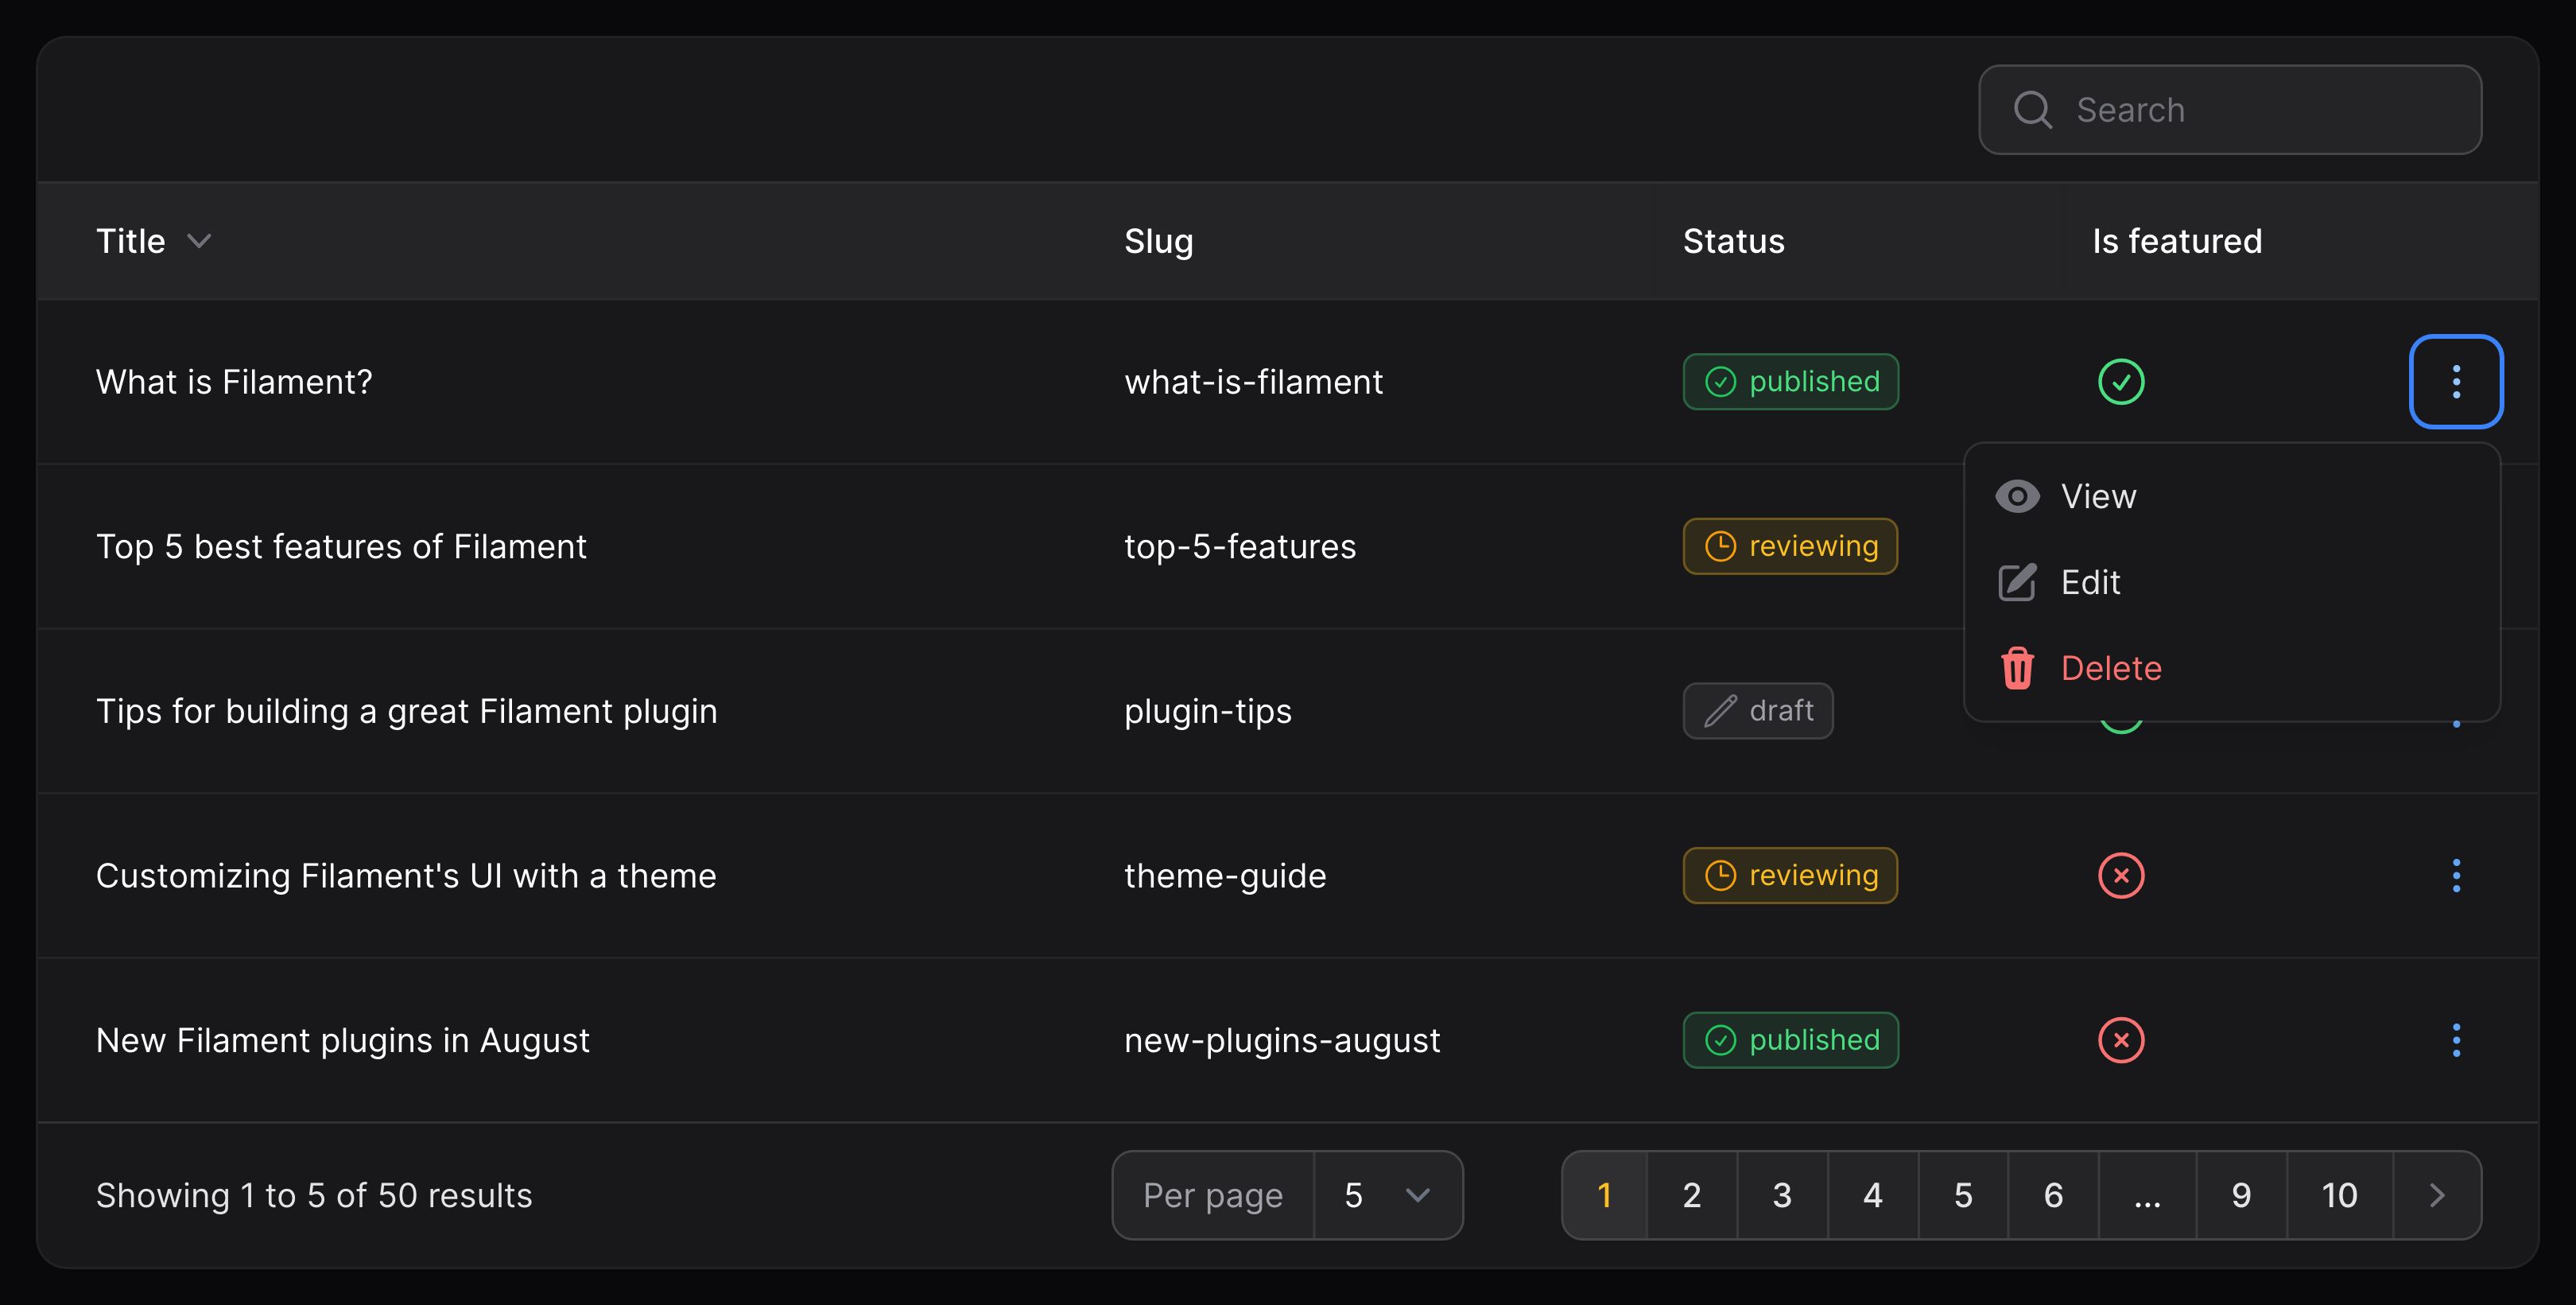 Search
Title Slug Status Is featured
What is Filament? what-is-filament published
View
Top 5 best features of Filament top-5-features reviewing
Edit
Delete
Tips for building a great Filament plugin plugin-tips draft
Customizing Filament's UI with a theme theme-guide reviewing
New Filament plugins in August new-plugins-august published
Showing 1 to 5 of 50 results Per page 5 1 2 3 4 5 6 ... 9 10